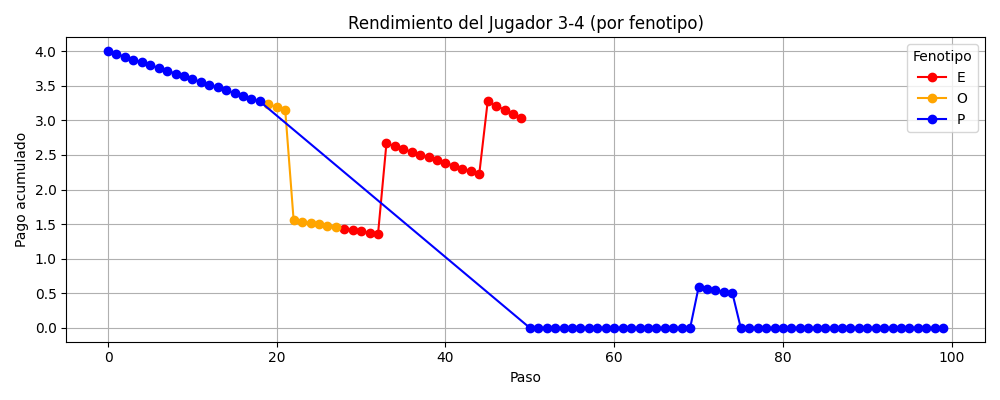 Rendimiento del Jugador 3-4 (por fenotipo)
Pago acumulado
4.0
3.5
3.0
2.5
2.0
1.5
1.0
0.5
0.0
Fenotipo
E
O
P
0 20 40 60 80 100
Paso